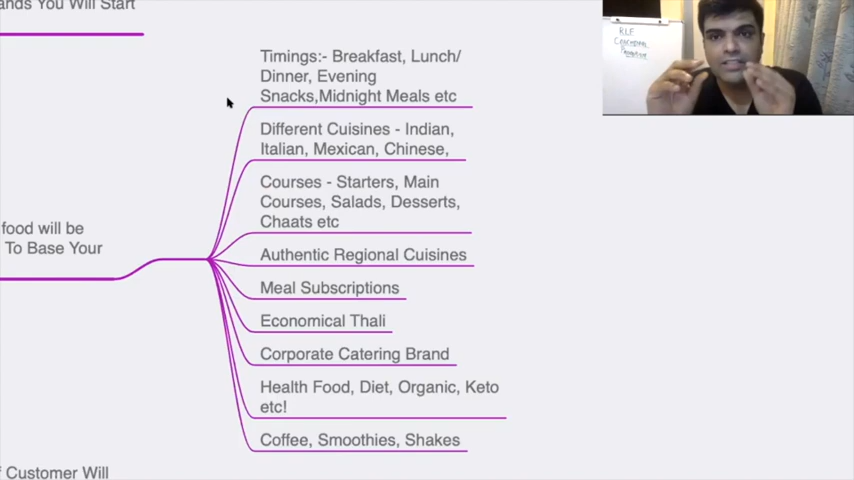 ands You Will Start
Timings:- Breakfast, Lunch/
Dinner, Evening
Snacks,Midnight Meals etc
Different Cuisines - Indian,
Italian, Mexican, Chinese,
Courses - Starters, Main
Courses, Salads, Desserts,
Chaats etc
food will be
To Base Your
Authentic Regional Cuisines
Meal Subscriptions
Economical Thali
Corporate Catering Brand
Health Food, Diet, Organic, Keto
etc!
Coffee, Smoothies, Shakes
f Customer Will
RLE